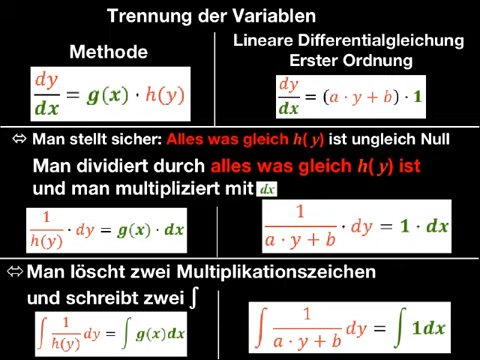 Trennung der Variablen
Methode
Lineare Differentialgleichung
Erster Ordnung
dy/dx = g(x) · h(y)
dy/dx = (a · y + b) · 1
⇔ Man stellt sicher: Alles was gleich h( y) ist ungleich Null
Man dividiert durch alles was gleich h( y) ist
und man multipliziert mit dx
1/h(y) · dy = g(x) · dx
1/(a · y + b) · dy = 1 · dx
⇔ Man löscht zwei Multiplikationszeichen
und schreibt zwei ∫
∫ 1/h(y) dy = ∫ g(x)dx
∫ 1/(a · y + b) dy = ∫ 1dx